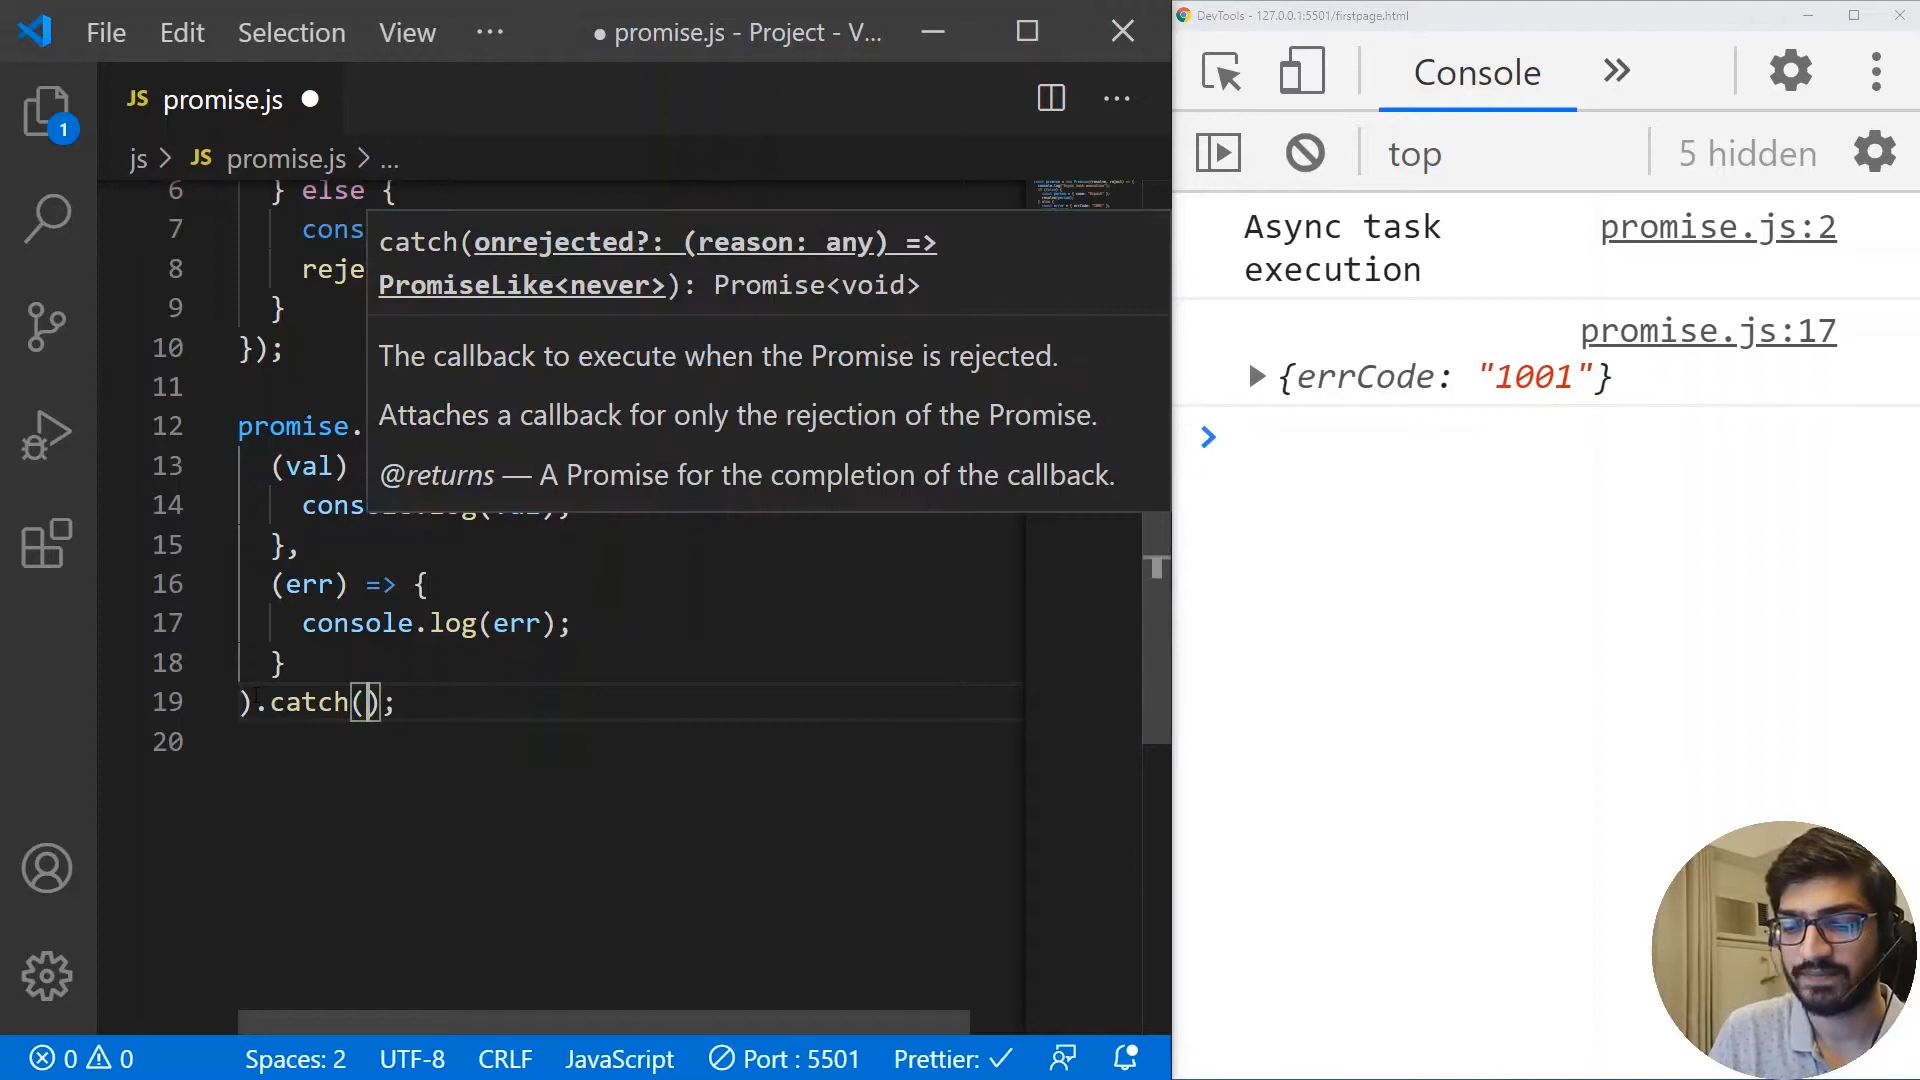 File Edit Selection View ··· ● promise.js - Project - V...
JS promise.js ●
js > JS promise.js > ...
6 } else {
7 cons
8 reje
9 }
10 });
11
12 promise.
13 (val)
14 cons
15 },
16 (err) => {
17 console.log(err);
18 }
19 ).catch();
20
catch(onrejected?: (reason: any) =>
PromiseLike<never>): Promise<void>
The callback to execute when the Promise is rejected.
Attaches a callback for only the rejection of the Promise.
@returns — A Promise for the completion of the callback.
1
0 0 Spaces: 2 UTF-8 CRLF JavaScript Port : 5501 Prettier: ✓
DevTools - 127.0.0.1:5501/firstpage.html
Console
top 5 hidden
Async task promise.js:2
execution
promise.js:17
{errCode: "1001"}